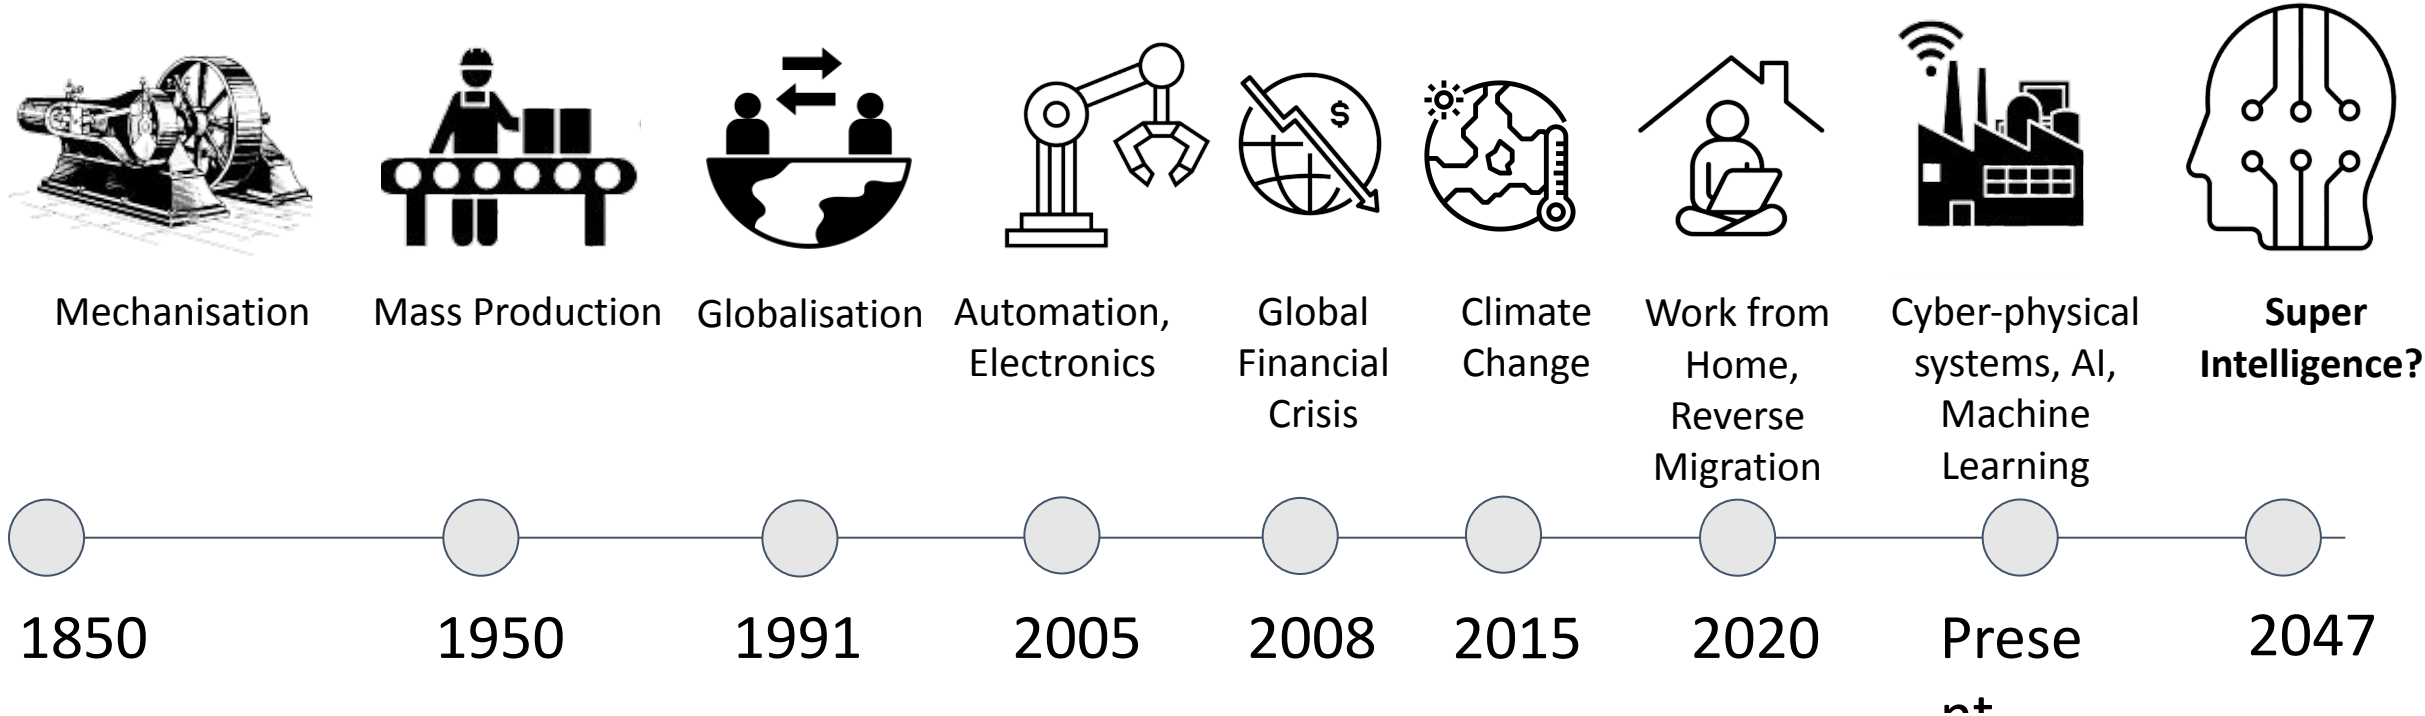 $
Mechanisation
Mass Production
Globalisation
Automation,
Electronics
Global
Financial
Crisis
Climate
Change
Work from
Home,
Reverse
Migration
Cyber-physical
systems, AI,
Machine
Learning
Super
Intelligence?
1850
1950
1991
2005
2008
2015
2020
Prese
nt
2047